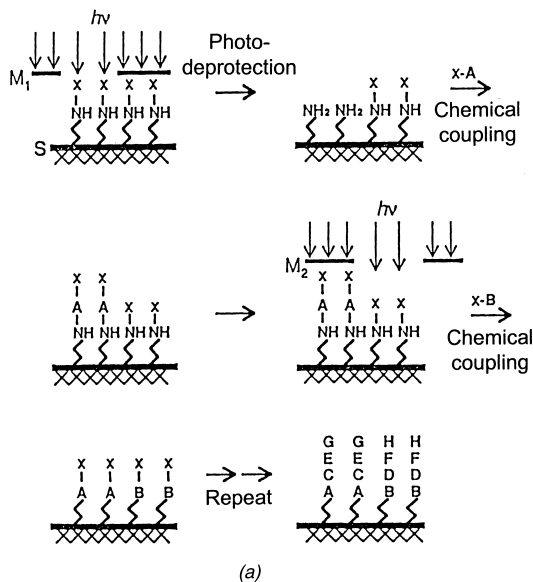 hν
Photo-
deprotection
M₁
X X X X
NH NH NH NH
S
NH₂ NH₂ NH NH
X X
x-A
Chemical
coupling
X X
A A X X
NH NH NH NH
hν
M₂
X X
A A X X
NH NH NH NH
x-B
Chemical
coupling
X X X X
A A B B
Repeat
G G H H
E E F F
C C D D
A A B B
(a)